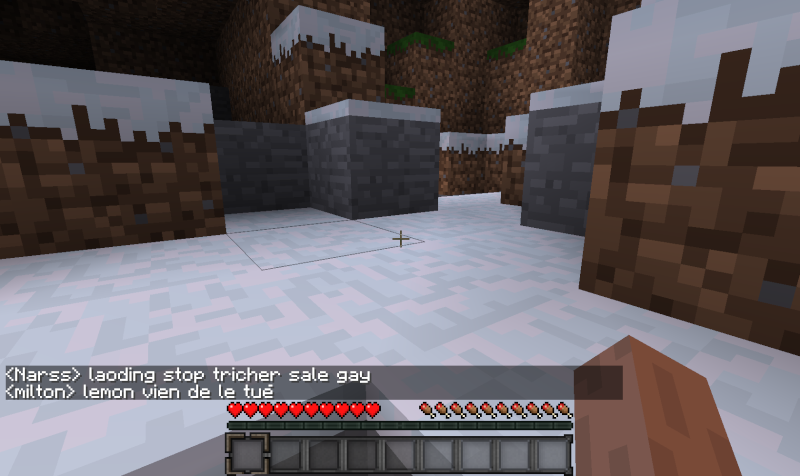 <Narss> laoding stop tricher sale gay
<milton> lemon vien de le tué